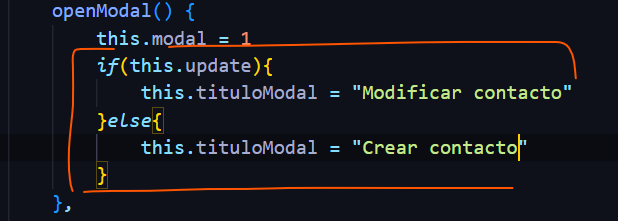 openModal() {
this.modal = 1
if(this.update){
this.tituloModal = "Modificar contacto"
}else{
this.tituloModal = "Crear contacto"
}
},